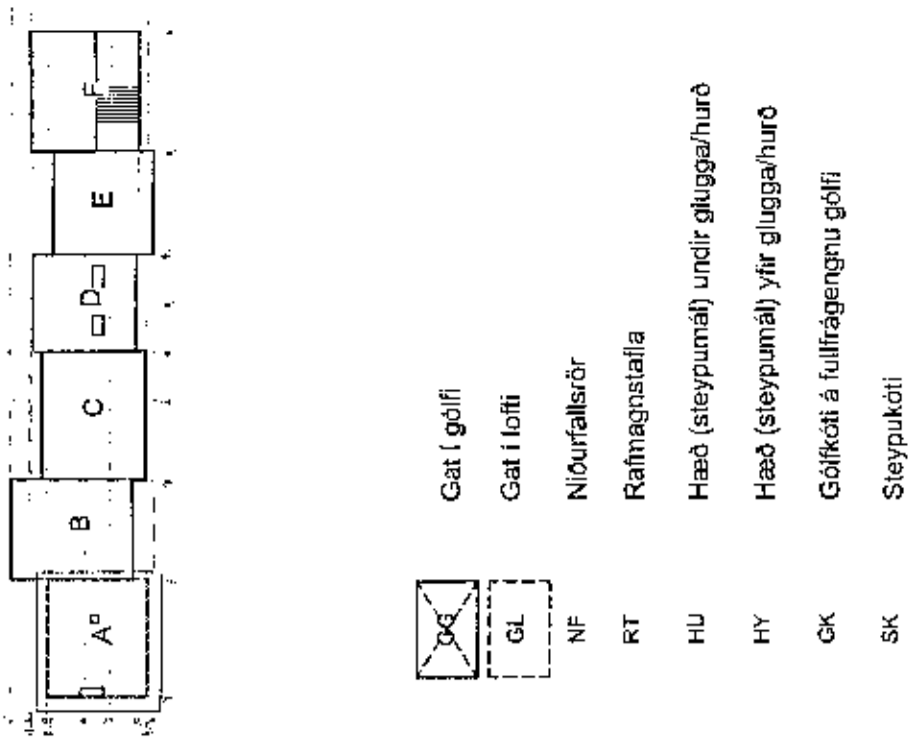 F
E
D
C
B
A
GG Gat í gólfi
GL Gat í lofti
NF Niðurfallsrör
RT Rafmagnstafla
HU Hæð (steypumál) undir glugga/hurð
HY Hæð (steypumál) yfir glugga/hurð
GK Gólfkóti á fullfrágengnu gólfi
SK Steypukóti